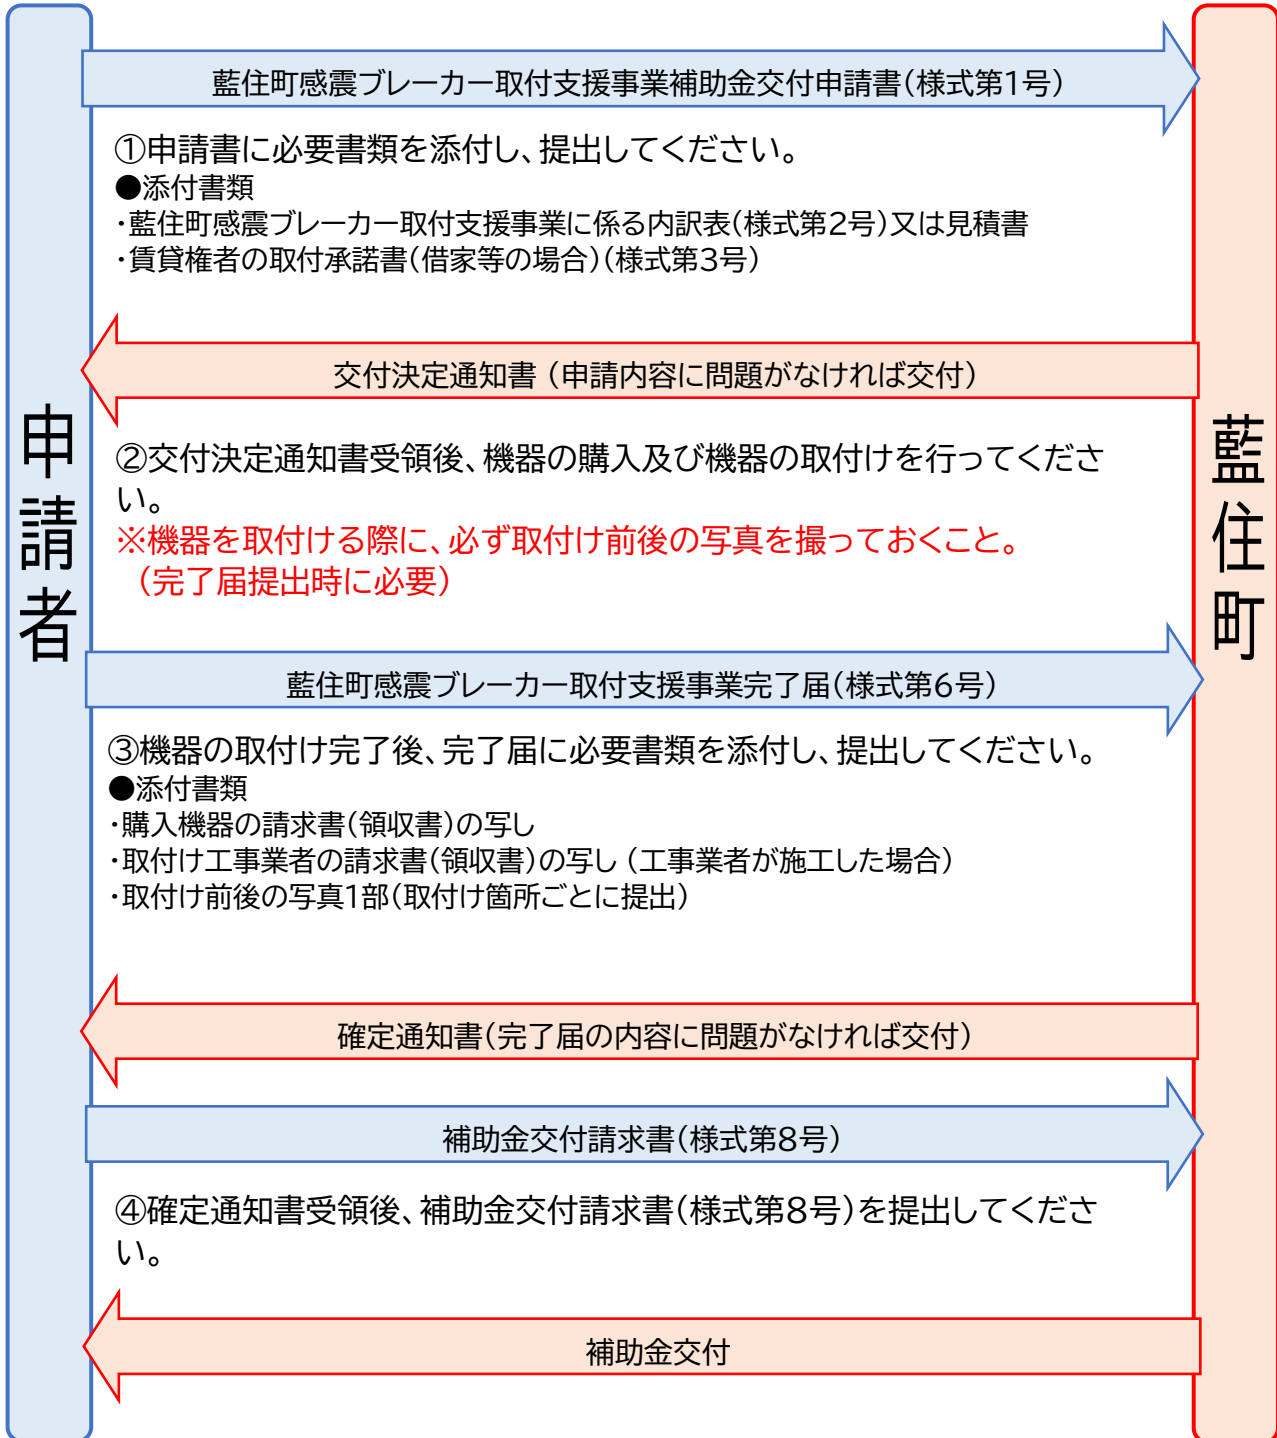 申請者
藍住町
藍住町感震ブレーカー取付支援事業補助金交付申請書(様式第1号)
①申請書に必要書類を添付し、提出してください。
●添付書類
・藍住町感震ブレーカー取付支援事業に係る内訳表(様式第2号)又は見積書
・賃貸権者の取付承諾書(借家等の場合)(様式第3号)
交付決定通知書 (申請内容に問題がなければ交付)
②交付決定通知書受領後、機器の購入及び機器の取付けを行ってくださ
い。
※機器を取付ける際に、必ず取付け前後の写真を撮っておくこと。
(完了届提出時に必要)
藍住町感震ブレーカー取付支援事業完了届(様式第6号)
③機器の取付け完了後、完了届に必要書類を添付し、提出してください。
●添付書類
・購入機器の請求書(領収書)の写し
・取付け工事業者の請求書(領収書)の写し (工事業者が施工した場合)
・取付け前後の写真1部(取付け箇所ごとに提出)
確定通知書(完了届の内容に問題がなければ交付)
補助金交付請求書(様式第8号)
④確定通知書受領後、補助金交付請求書(様式第8号)を提出してくださ
い。
補助金交付